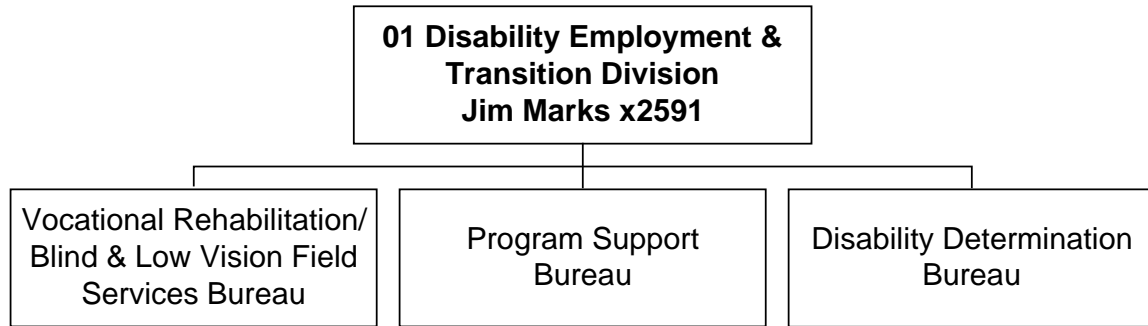 01 Disability Employment &
Transition Division
Jim Marks x2591
Vocational Rehabilitation/
Blind & Low Vision Field
Services Bureau
Program Support
Bureau
Disability Determination
Bureau